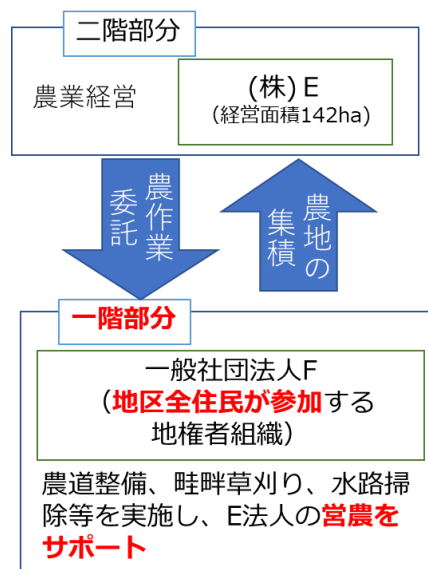 二階部分
農業経営
(株)E
(経営面積142ha)
農作業
委託
農地の
集積
一階部分
一般社団法人F
(地区全住民が参加する
地権者組織)
農道整備、畦畔草刈り、水路掃
除等を実施し、E法人の営農を
サポート